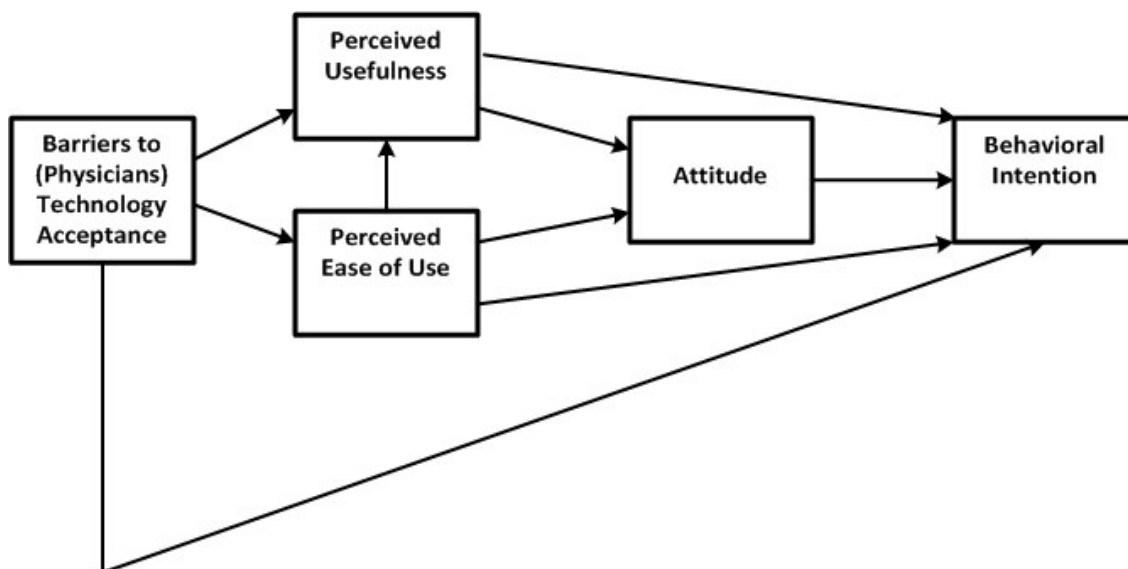 Perceived
Usefulness
Barriers to
(Physicians)
Technology
Acceptance
Perceived
Ease of Use
Attitude
Behavioral
Intention